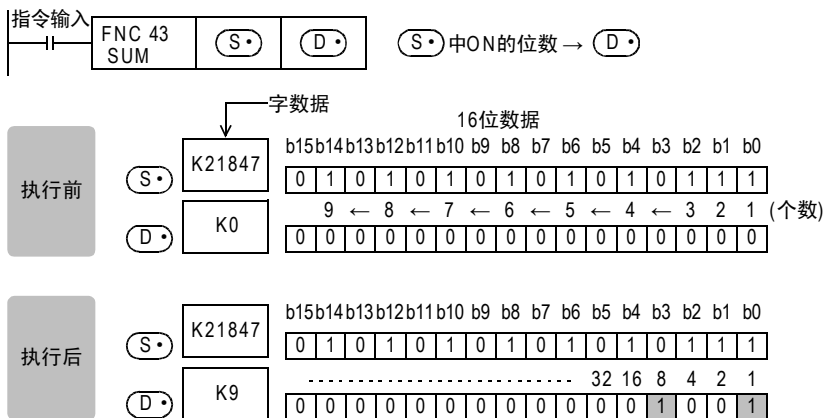 指令输入
FNC 43
SUM
S· D· S·中ON的位数 → D·
字数据
16位数据
执行前
b15 b14 b13 b12 b11 b10 b9 b8 b7 b6 b5 b4 b3 b2 b1 b0
S· K21847 0 1 0 1 0 1 0 1 0 1 0 1 0 1 1 1
9 ← 8 ← 7 ← 6 ← 5 ← 4 ← 3 2 1 (个数)
D· K0 0 0 0 0 0 0 0 0 0 0 0 0 0 0 0 0
执行后
b15 b14 b13 b12 b11 b10 b9 b8 b7 b6 b5 b4 b3 b2 b1 b0
S· K21847 0 1 0 1 0 1 0 1 0 1 0 1 0 1 1 1
32 16 8 4 2 1
D· K9 0 0 0 0 0 0 0 0 0 0 0 0 1 0 0 1